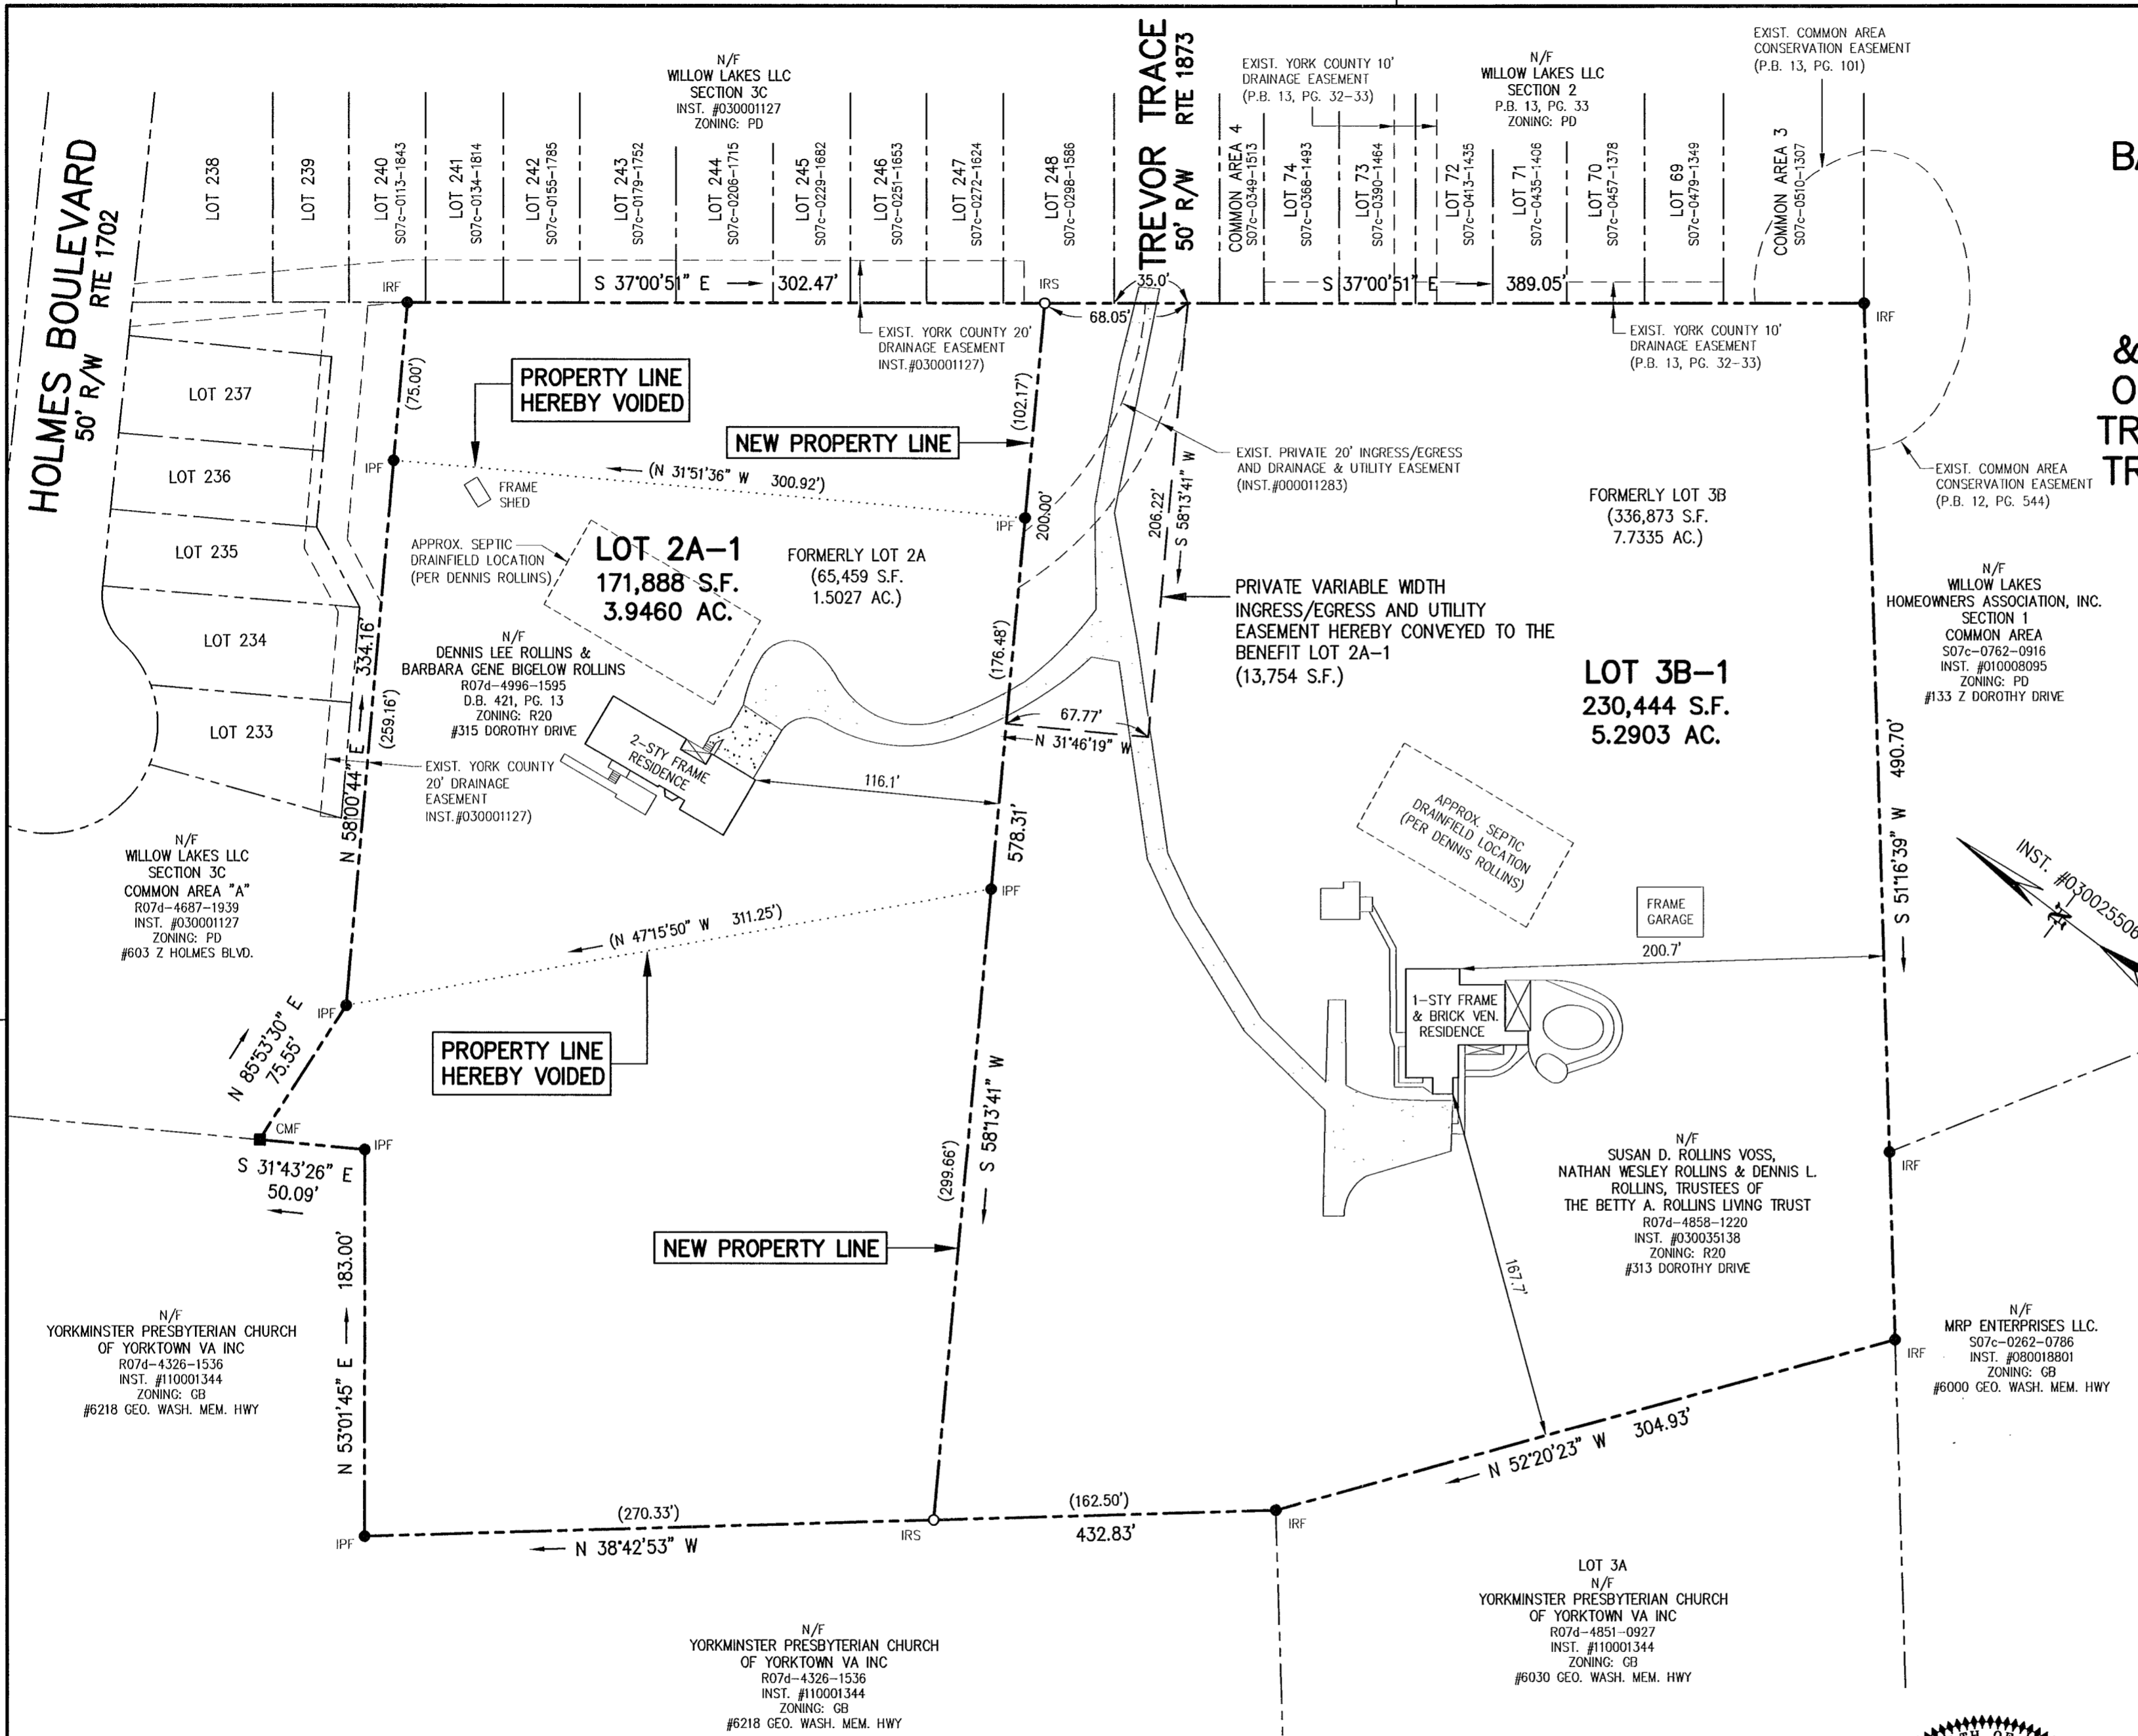 N/F
WILLOW LAKES LLC
SECTION 3C
INST. #030001127
ZONING: PD
TREVOR TRACE
50' R/W RTE 1873
EXIST. YORK COUNTY 10'
DRAINAGE EASEMENT
(P.B. 13, PG. 32-33)
N/F
WILLOW LAKES LLC
SECTION 2
P.B. 13, PG. 33
ZONING: PD
EXIST. COMMON AREA
CONSERVATION EASEMENT
(P.B. 13, PG. 101)
HOLMES BOULEVARD
50' R/W RTE 1702
LOT 238
LOT 239
LOT 240
S07c-0113-1843
LOT 241
S07c-0134-1814
LOT 242
S07c-0155-1785
LOT 243
S07c-0179-1752
LOT 244
S07c-0206-1715
LOT 245
S07c-0229-1682
LOT 246
S07c-0251-1653
LOT 247
S07c-0272-1624
LOT 248
S07c-0298-1586
COMMON AREA 4
S07c-0349-1513
LOT 74
S07c-0368-1493
LOT 73
S07c-0390-1464
LOT 72
S07c-0413-1435
LOT 71
S07c-0435-1406
LOT 70
S07c-0457-1378
LOT 69
S07c-0479-1349
COMMON AREA 3
S07c-0510-1307
BA
&
O
TR
TR
IRF
S 37°00'51" E 302.47'
IRS
35.0'
68.05'
S 37°00'51" E 389.05'
IRF
EXIST. YORK COUNTY 20'
DRAINAGE EASEMENT
INST.#030001127)
EXIST. YORK COUNTY 10'
DRAINAGE EASEMENT
(P.B. 13, PG. 32-33)
PROPERTY LINE
HEREBY VOIDED
(75.00')
(102.17')
NEW PROPERTY LINE
LOT 237
LOT 236
LOT 235
LOT 234
LOT 233
IPF
FRAME
SHED
(N 31°51'36" W 300.92')
IPF
200.00'
206.22'
S 58°13'41" W
EXIST. PRIVATE 20' INGRESS/EGRESS
AND DRAINAGE & UTILITY EASEMENT
(INST.#000011283)
FORMERLY LOT 3B
(336,873 S.F.
7.7335 AC.)
EXIST. COMMON AREA
CONSERVATION EASEMENT
(P.B. 12, PG. 544)
APPROX. SEPTIC
DRAINFIELD LOCATION
(PER DENNIS ROLLINS)
LOT 2A-1
171,888 S.F.
3.9460 AC.
FORMERLY LOT 2A
(65,459 S.F.
1.5027 AC.)
PRIVATE VARIABLE WIDTH
INGRESS/EGRESS AND UTILITY
EASEMENT HEREBY CONVEYED TO THE
BENEFIT LOT 2A-1
(13,754 S.F.)
N/F
WILLOW LAKES
HOMEOWNERS ASSOCIATION, INC.
SECTION 1
COMMON AREA
S07c-0762-0916
INST. #010008095
ZONING: PD
#133 Z DOROTHY DRIVE
N/F
DENNIS LEE ROLLINS &
BARBARA GENE BIGELOW ROLLINS
R07d-4996-1595
D.B. 421, PG. 13
ZONING: R20
#315 DOROTHY DRIVE
LOT 3B-1
230,444 S.F.
5.2903 AC.
N 58°00'44" E 334.16'
(259.16')
(176.48')
67.77'
N 31°46'19" W
2-STY FRAME
RESIDENCE
116.1'
EXIST. YORK COUNTY
20' DRAINAGE
EASEMENT
INST.#030001127)
APPROX. SEPTIC
DRAINFIELD LOCATION
(PER DENNIS ROLLINS)
S 51°16'39" W 490.70'
578.31'
N/F
WILLOW LAKES LLC
SECTION 3C
COMMON AREA "A"
R07d-4687-1939
INST. #030001127
ZONING: PD
#603 Z HOLMES BLVD.
IPF
(N 47°15'50" W 311.25')
FRAME
GARAGE
200.7'
INST. #030025506
IPF
1-STY FRAME
& BRICK VEN.
RESIDENCE
N 85°53'30" E
75.55'
PROPERTY LINE
HEREBY VOIDED
CMF
IPF
S 31°43'26" E
50.09'
S 58°13'41" W
(299.66')
N/F
SUSAN D. ROLLINS VOSS,
NATHAN WESLEY ROLLINS & DENNIS L.
ROLLINS, TRUSTEES OF
THE BETTY A. ROLLINS LIVING TRUST
R07d-4858-1220
INST. #030035138
ZONING: R20
#313 DOROTHY DRIVE
IRF
NEW PROPERTY LINE
N 53°01'45" E 183.00'
167.7'
N/F
YORKMINSTER PRESBYTERIAN CHURCH
OF YORKTOWN VA INC
R07d-4326-1536
INST. #110001344
ZONING: GB
#6218 GEO. WASH. MEM. HWY
N/F
MRP ENTERPRISES LLC.
S07c-0262-0786
INST. #080018801
ZONING: GB
#6000 GEO. WASH. MEM. HWY
IRF
N 52°20'23" W 304.93'
IPF
(270.33')
N 38°42'53" W
IRS
(162.50')
432.83'
IRF
LOT 3A
N/F
YORKMINSTER PRESBYTERIAN CHURCH
OF YORKTOWN VA INC
R07d-4851-0927
INST. #110001344
ZONING: GB
#6030 GEO. WASH. MEM. HWY
N/F
YORKMINSTER PRESBYTERIAN CHURCH
OF YORKTOWN VA INC
R07d-4326-1536
INST. #110001344
ZONING: GB
#6218 GEO. WASH. MEM. HWY